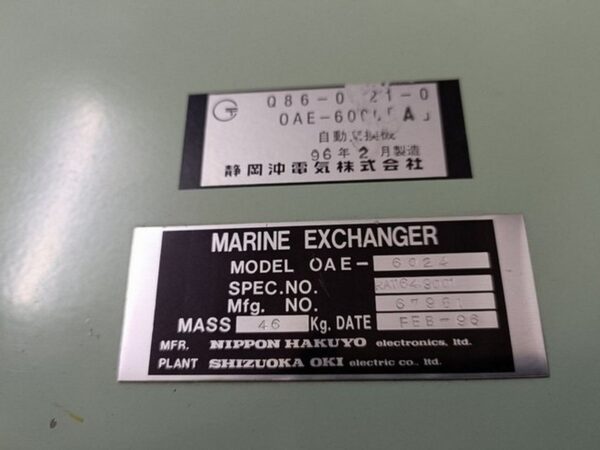 自動交換機
96年2月製造
静岡沖電気株式会社
MARINE EXCHANGER
MODEL OAE-6024
SPEC.NO.
Mfg. NO. 67961
MASS 46 Kg. DATE FEB-96
MFR. NIPPON HAKUYO electronics, ltd.
PLANT SHIZUOKA OKI electric co., ltd.